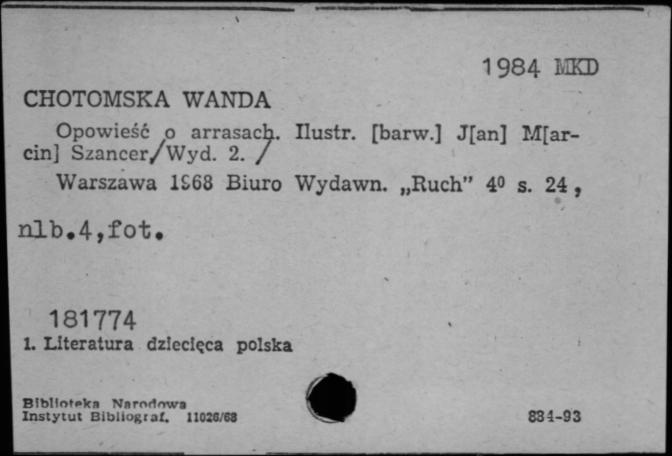 1984 MKD
CHOTOMSKA WANDA
Opowieść o arrasach. Ilustr. [barw.] J[an] M[ar-
cin] Szancer/Wyd. 2. /
Warszawa 1968 Biuro Wydawn. „Ruch” 4⁰ s. 24,
nlb.4,fot.
181774
1. Literatura dziecięca polska
Biblioteka Narodowa
Instytut Bibliograf. 11026/68 834-93